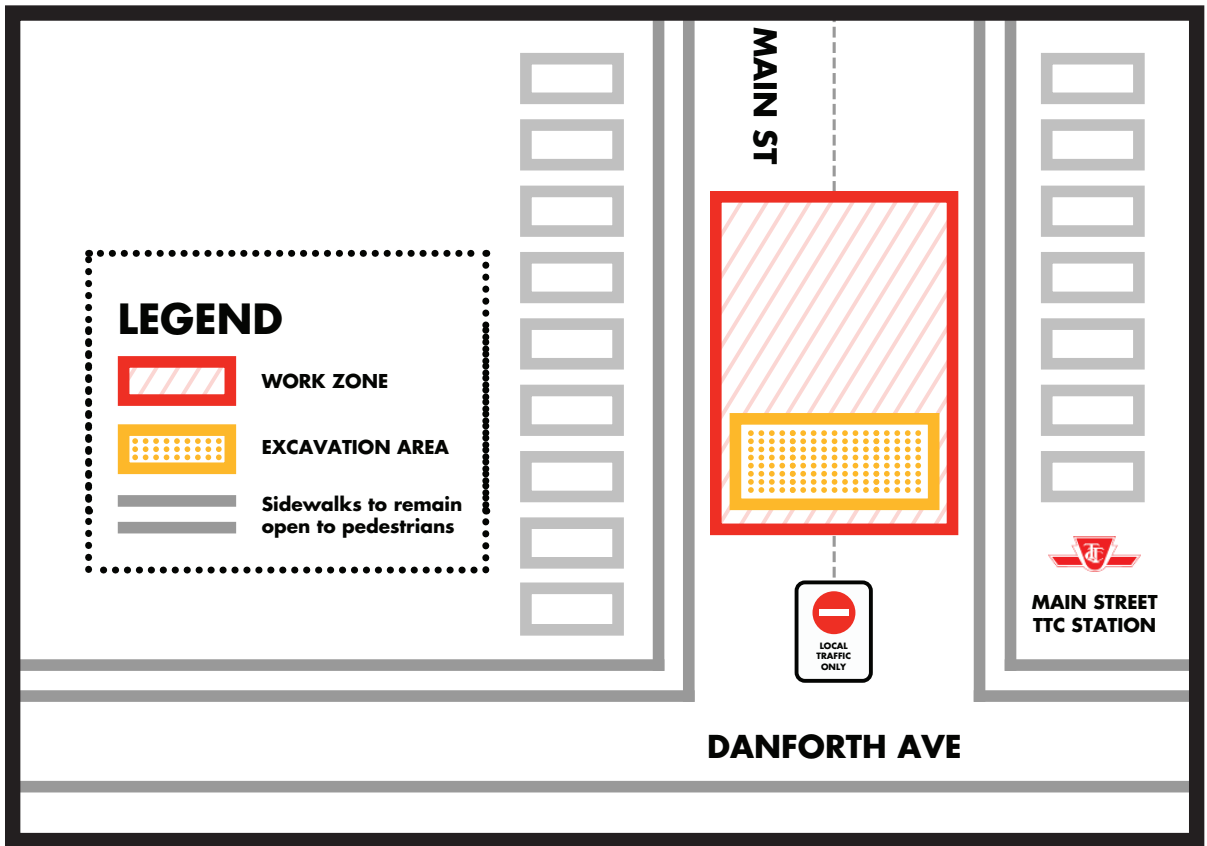 MAIN ST
LEGEND
WORK ZONE
EXCAVATION AREA
Sidewalks to remain
open to pedestrians
TTC
MAIN STREET
TTC STATION
LOCAL
TRAFFIC
ONLY
DANFORTH AVE